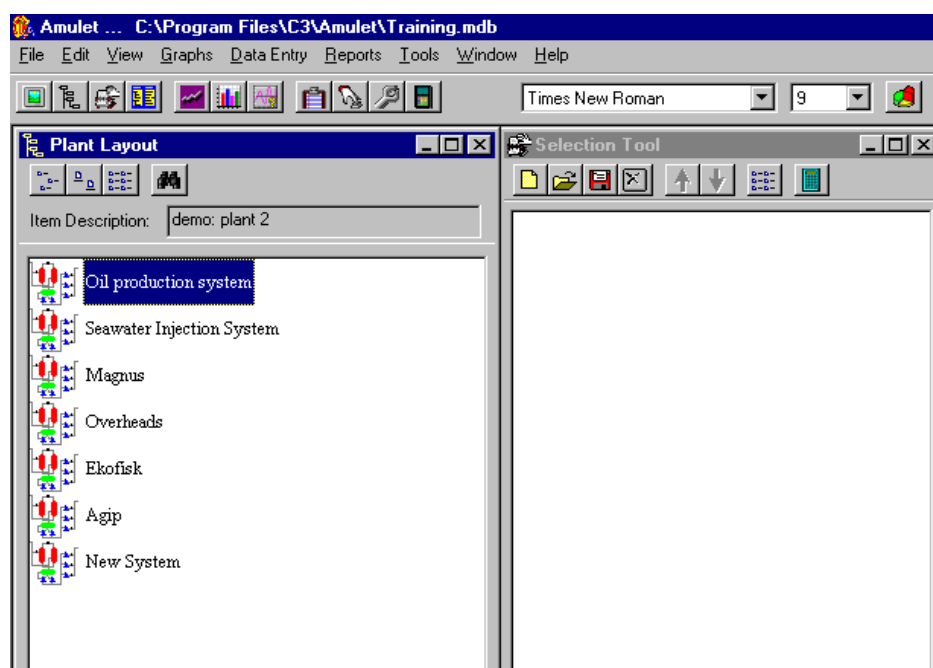 Amulet ... C:\Program Files\C3\Amulet\Training.mdb
File Edit View Graphs Data Entry Reports Tools Window Help
Times New Roman 9
Plant Layout
Selection Tool
Item Description: demo: plant 2
Oil production system
Seawater Injection System
Magnus
Overheads
Ekofisk
Agip
New System